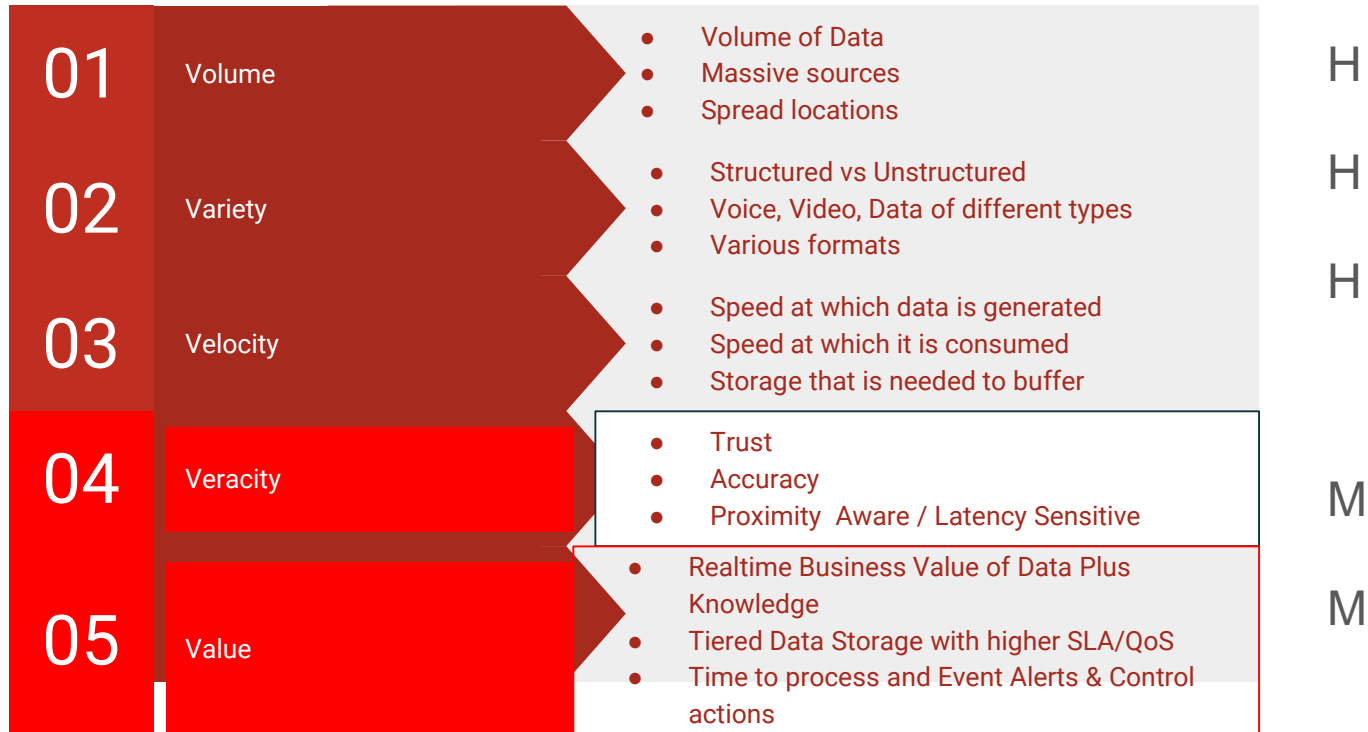 01
Volume
● Volume of Data
● Massive sources
● Spread locations
H
02
Variety
● Structured vs Unstructured
● Voice, Video, Data of different types
● Various formats
H
03
Velocity
● Speed at which data is generated
● Speed at which it is consumed
● Storage that is needed to buffer
H
04
Veracity
● Trust
● Accuracy
● Proximity Aware / Latency Sensitive
M
05
Value
● Realtime Business Value of Data Plus
Knowledge
● Tiered Data Storage with higher SLA/QoS
● Time to process and Event Alerts & Control
actions
M